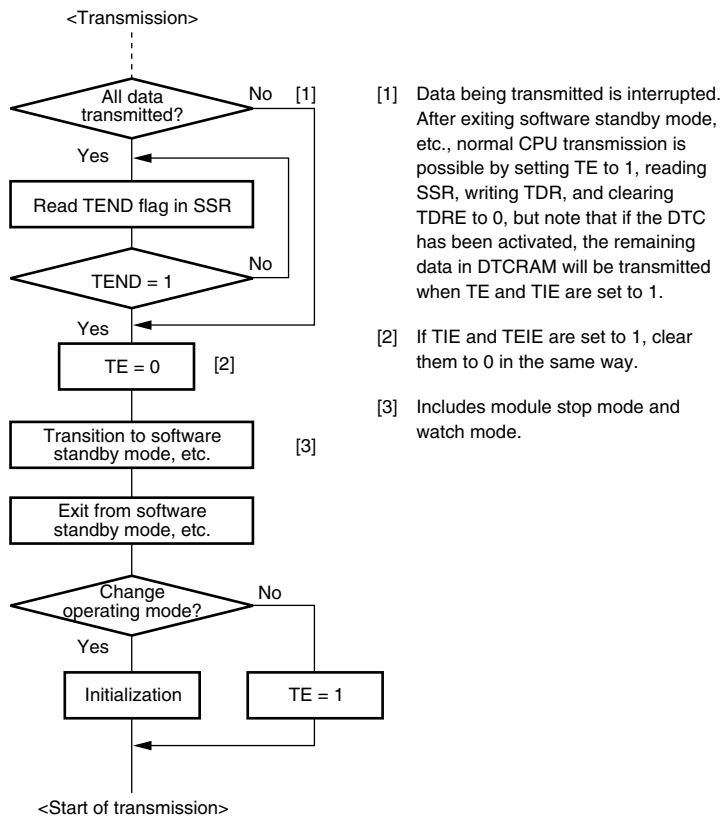 <Transmission>
All data
transmitted?
No [1]
Yes
Read TEND flag in SSR
No
TEND = 1
Yes
TE = 0 [2]
Transition to software
standby mode, etc. [3]
Exit from software
standby mode, etc.
Change
operating mode?
No
Yes
Initialization
TE = 1
<Start of transmission>
[1] Data being transmitted is interrupted.
After exiting software standby mode,
etc., normal CPU transmission is
possible by setting TE to 1, reading
SSR, writing TDR, and clearing
TDRE to 0, but note that if the DTC
has been activated, the remaining
data in DTCRAM will be transmitted
when TE and TIE are set to 1.
[2] If TIE and TEIE are set to 1, clear
them to 0 in the same way.
[3] Includes module stop mode and
watch mode.